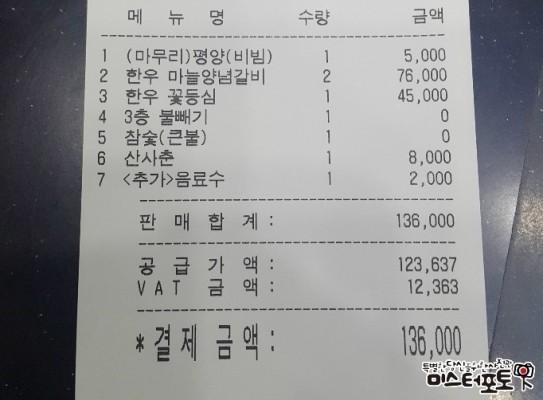 메 뉴 명 수량 금액
1 (마무리)평양(비빔) 1 5,000
2 한우 마늘양념갈비 2 76,000
3 한우 꽃등심 1 45,000
4 3층 불빼기 1 0
5 참숯(큰불) 1 0
6 산사춘 1 8,000
7 <추가>음료수 1 2,000
판 매 합 계 : 136,000
공 급 가 액 : 123,637
V A T 금 액 : 12,363
*결 제 금 액 : 136,000
미스터포토